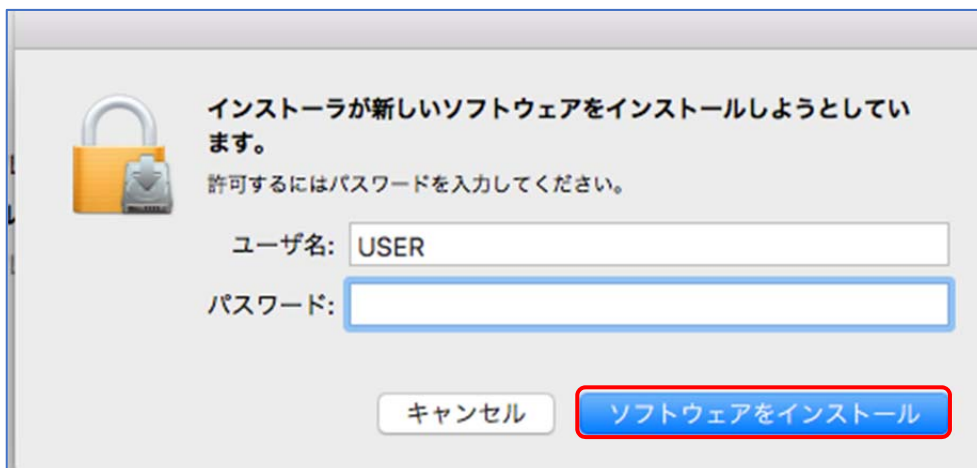 インストーラが新しいソフトウェアをインストールしようとしてい
ます。
許可するにはパスワードを入力してください。
ユーザ名: USER
パスワード:
キャンセル ソフトウェアをインストール